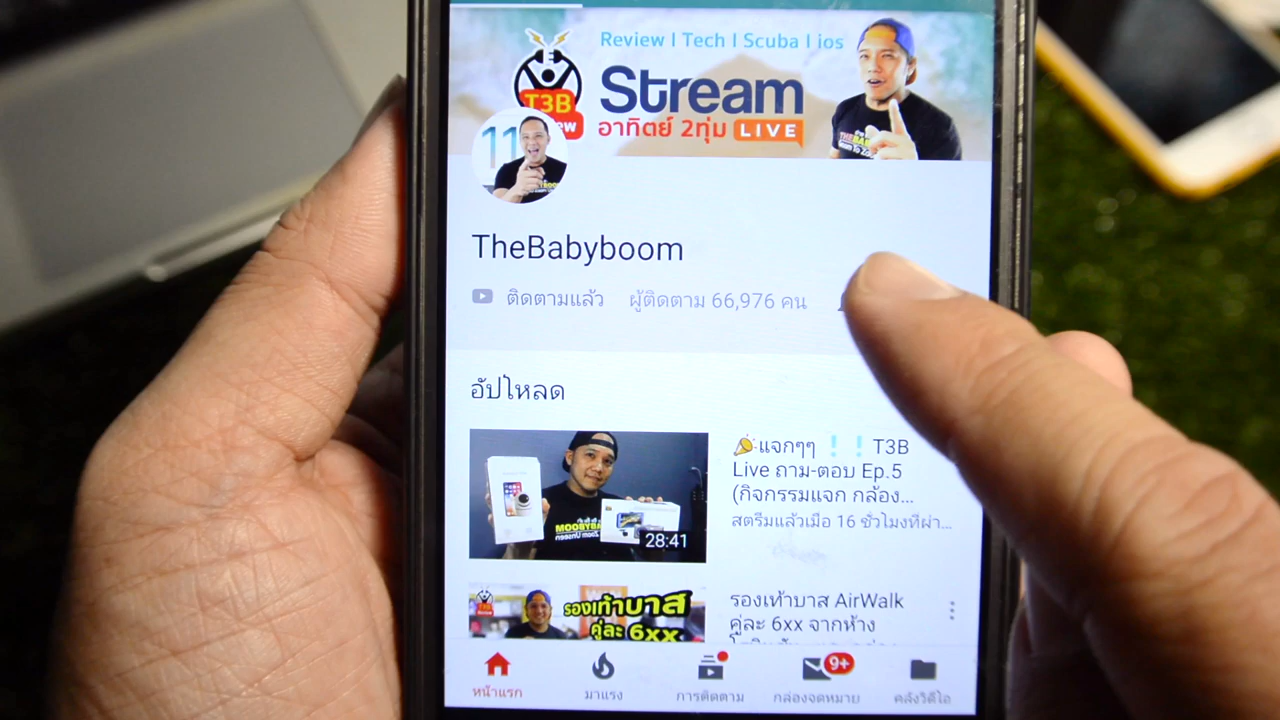 Review | Tech | Scuba | ios
T3B
Stream
อาทิตย์ 2ทุ่ม LIVE
11
TheBabyboom
ติดตามแล้ว ผู้ติดตาม 66,976 คน
อัปโหลด
🎉แจกๆๆ❕❕T3B
Live ถาม-ตอบ Ep.5
(กิจกรรมแจก กล้อง...
สตรีมแล้วเมื่อ 16 ชั่วโมงที่ผ่า...
28:41
รองเท้าบาส
คู่ละ 6xx
รองเท้าบาส AirWalk
คู่ละ 6xx จากห้าง
9+
หน้าแรก
มาแรง
การติดตาม
กล่องจดหมาย
คลังวิดีโอ